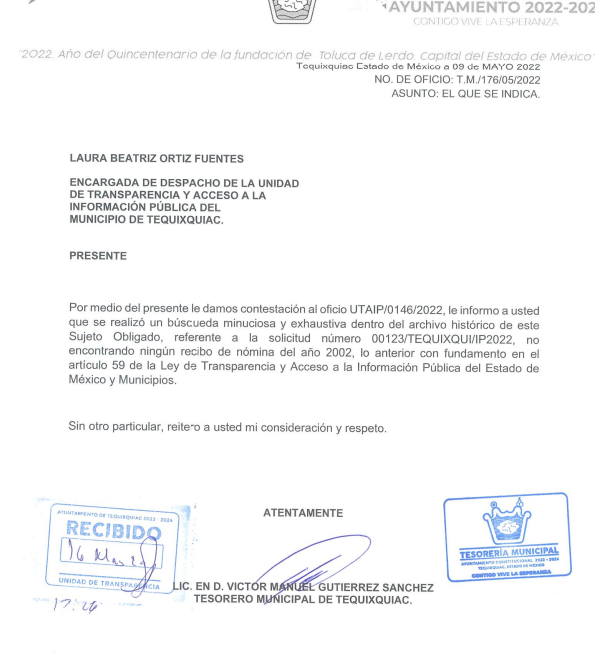 AYUNTAMIENTO 2022-202
CONTIGO VIVE LA ESPERANZA
"2022. Año del Quincentenario de la fundación de Toluca de Lerdo, Capital del Estado de México"
Tequixquiac Estado de México a 09 de MAYO 2022
NO. DE OFICIO: T.M./176/05/2022
ASUNTO: EL QUE SE INDICA.
LAURA BEATRIZ ORTIZ FUENTES
ENCARGADA DE DESPACHO DE LA UNIDAD
DE TRANSPARENCIA Y ACCESO A LA
INFORMACIÓN PÚBLICA DEL
MUNICIPIO DE TEQUIXQUIAC.
PRESENTE
Por medio del presente le damos contestación al oficio UTAIP/0146/2022, le informo a usted
que se realizó un búscueda minuciosa y exhaustiva dentro del archivo histórico de este
Sujeto Obligado, referente a la solicitud número 00123/TEQUIXQUI/IP2022, no
encontrando ningún recibo de nómina del año 2002, lo anterior con fundamento en el
artículo 59 de la Ley de Transparencia y Acceso a la Información Pública del Estado de
México y Municipios.
Sin otro particular, reitero a usted mi consideración y respeto.
ATENTAMENTE
AYUNTAMIENTO DE TEQUIXQUIAC 2022 - 2024
RECIBIDO
16
UNIDAD DE TRANSPARENCIA
TESORERÍA MUNICIPAL
AYUNTAMIENTO CONSTITUCIONAL 2022 - 2024
TEQUIXQUIAC, ESTADO DE MÉXICO
CONTIGO VIVE LA ESPERANZA
LIC. EN D. VICTOR MANUEL GUTIERREZ SANCHEZ
TESORERO MUNICIPAL DE TEQUIXQUIAC.